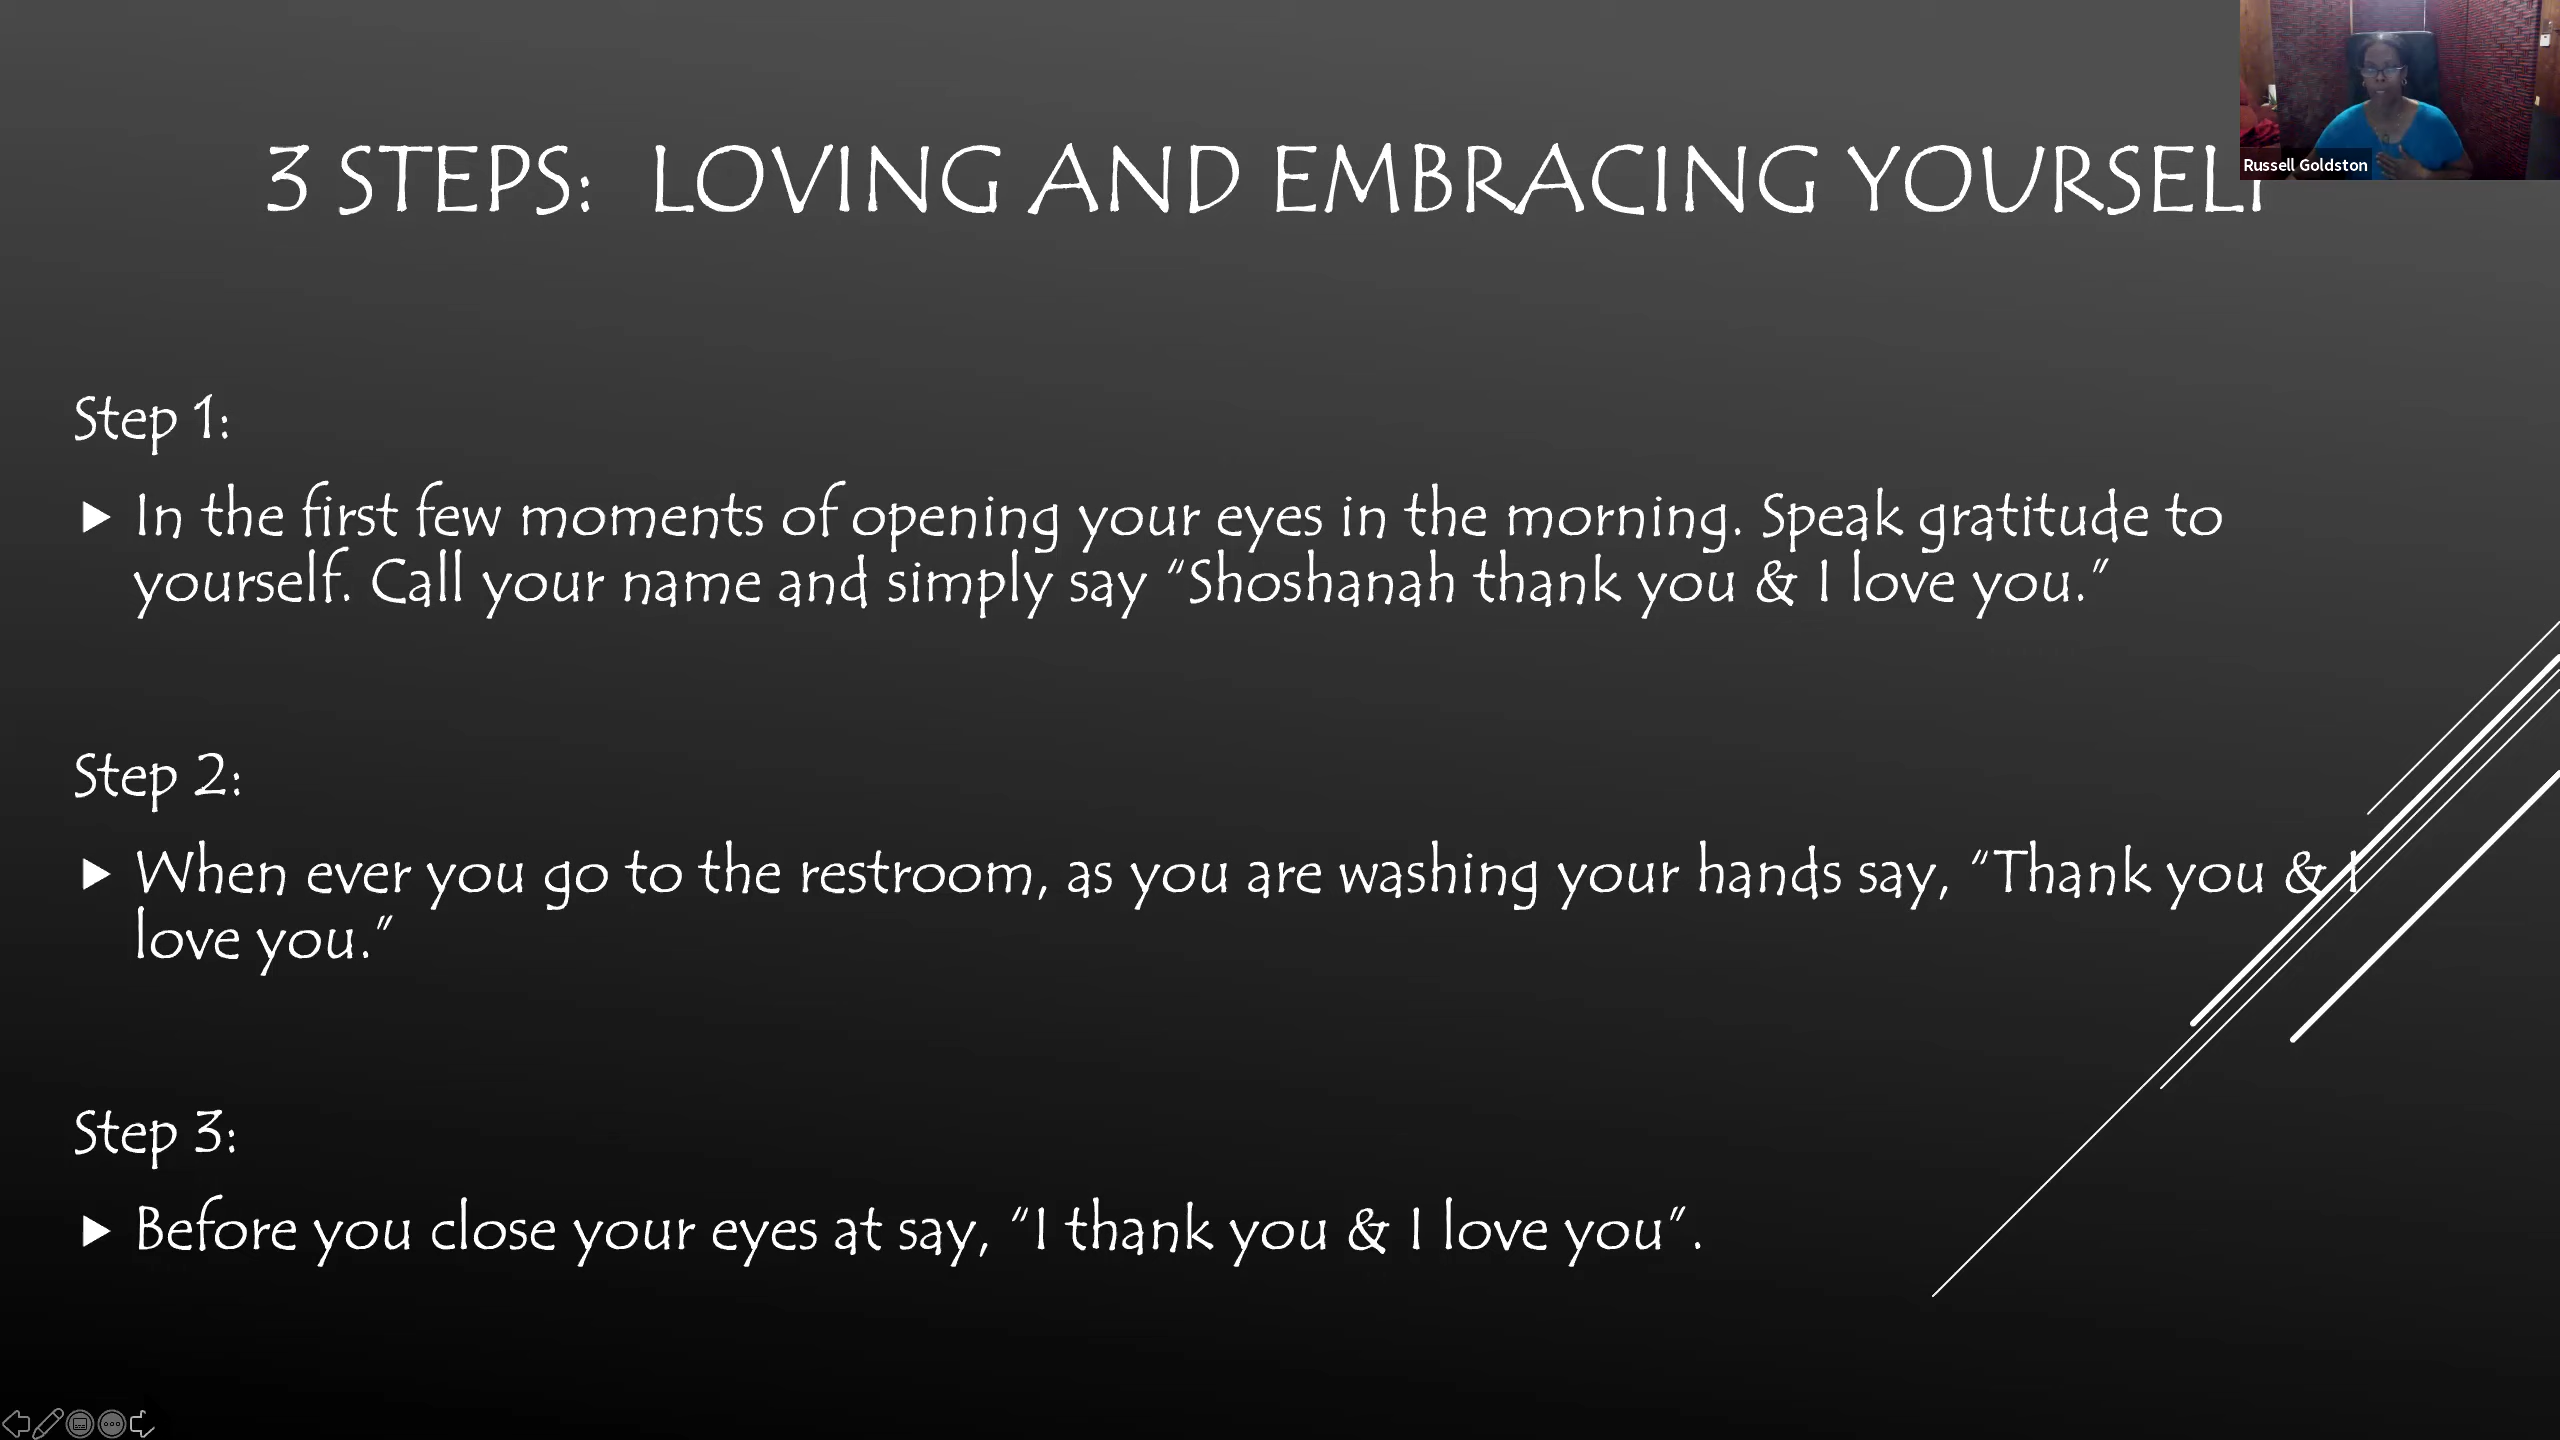 3 STEPS: LOVING AND EMBRACING YOURSELF
Russell Goldston
Step 1:
In the first few moments of opening your eyes in the morning. Speak gratitude to
yourself. Call your name and simply say “Shoshanah thank you & I love you.”
Step 2:
When ever you go to the restroom, as you are washing your hands say, “Thank you & I
love you.”
Step 3:
Before you close your eyes at say, “I thank you & I love you”.